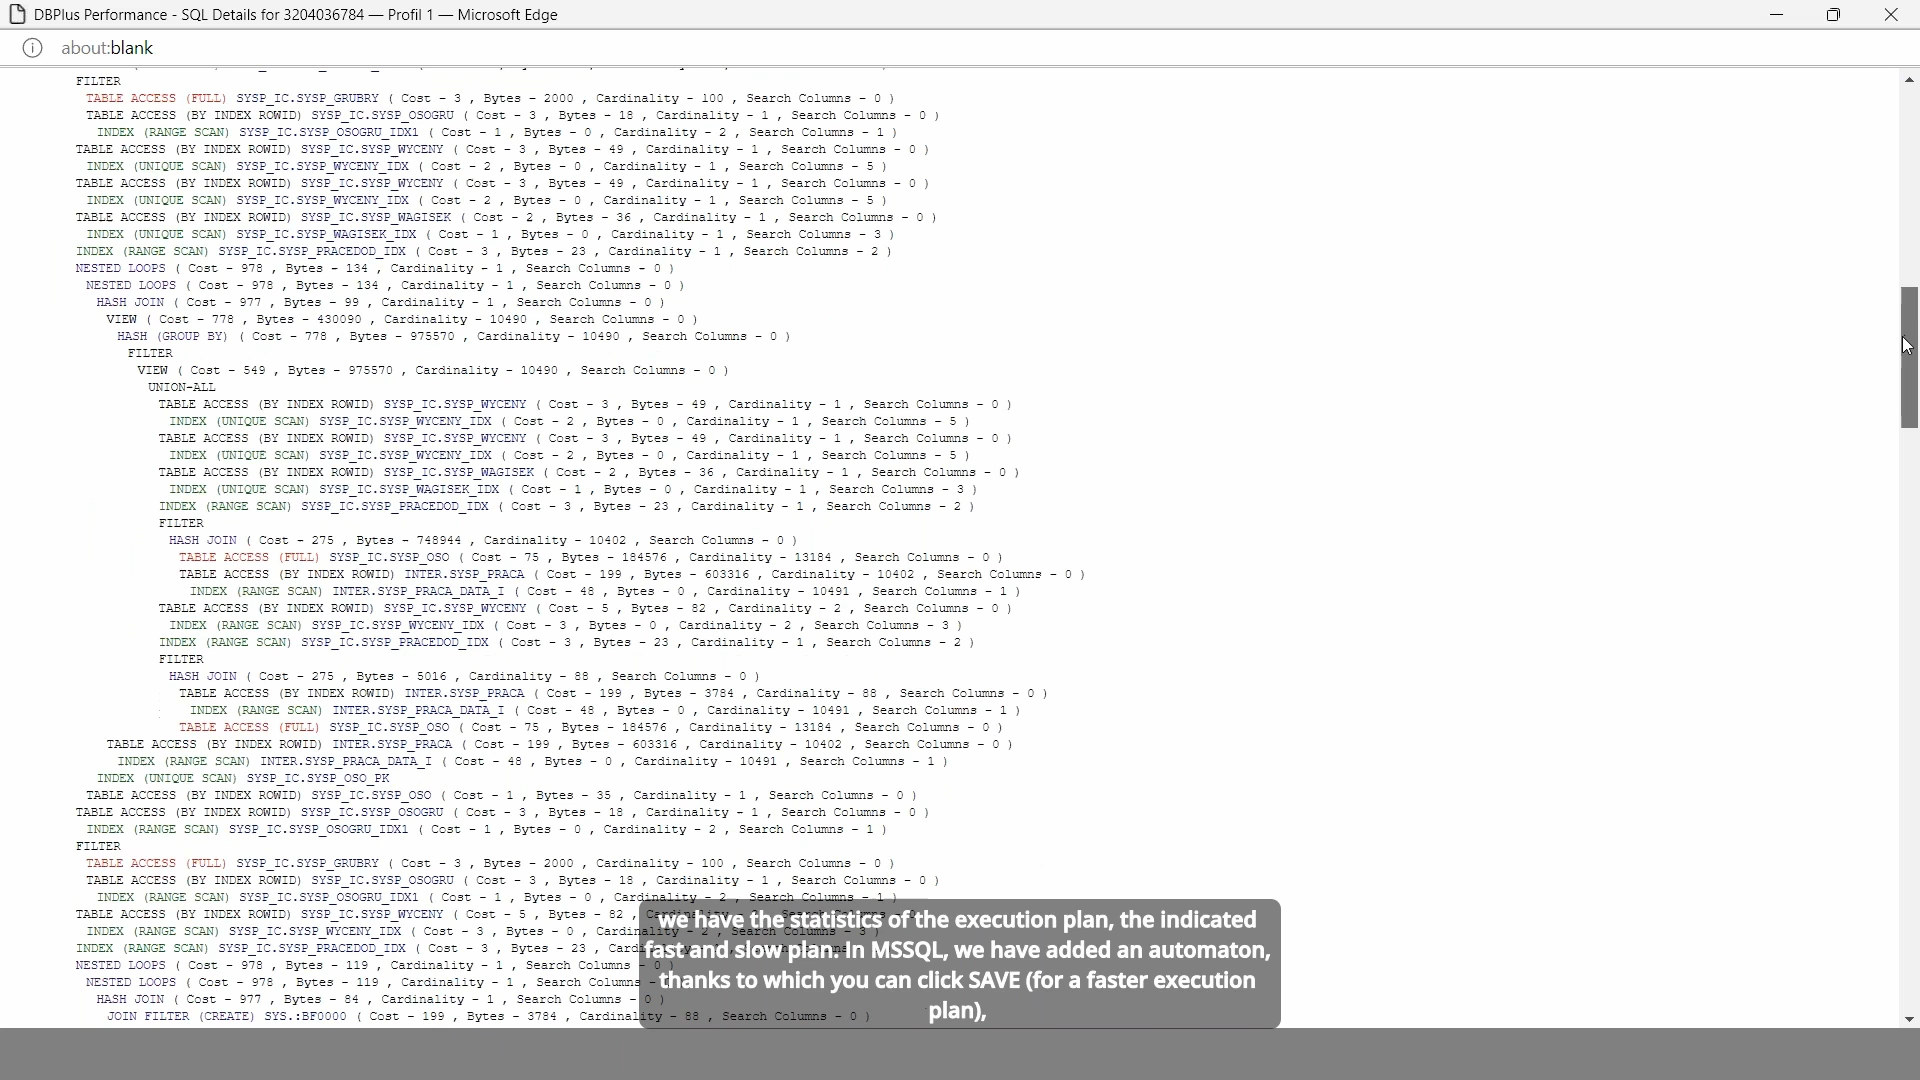 DBPlus Performance - SQL Details for 3204036784 — Profil 1 — Microsoft Edge
about:blank
FILTER
TABLE ACCESS (FULL) SYSP_IC.SYSP_GRUBRY ( Cost - 3 , Bytes - 2000 , Cardinality - 100 , Search Columns - 0 )
TABLE ACCESS (BY INDEX ROWID) SYSP_IC.SYSP_OSOGRU ( Cost - 3 , Bytes - 18 , Cardinality - 1 , Search Columns - 0 )
INDEX (RANGE SCAN) SYSP_IC.SYSP_OSOGRU_IDX1 ( Cost - 1 , Bytes - 0 , Cardinality - 2 , Search Columns - 1 )
TABLE ACCESS (BY INDEX ROWID) SYSP_IC.SYSP_WYCENY ( Cost - 3 , Bytes - 49 , Cardinality - 1 , Search Columns - 0 )
INDEX (UNIQUE SCAN) SYSP_IC.SYSP_WYCENY_IDX ( Cost - 2 , Bytes - 0 , Cardinality - 1 , Search Columns - 5 )
TABLE ACCESS (BY INDEX ROWID) SYSP_IC.SYSP_WYCENY ( Cost - 3 , Bytes - 49 , Cardinality - 1 , Search Columns - 0 )
INDEX (UNIQUE SCAN) SYSP_IC.SYSP_WYCENY_IDX ( Cost - 2 , Bytes - 0 , Cardinality - 1 , Search Columns - 5 )
TABLE ACCESS (BY INDEX ROWID) SYSP_IC.SYSP_WAGISEK ( Cost - 2 , Bytes - 36 , Cardinality - 1 , Search Columns - 0 )
INDEX (UNIQUE SCAN) SYSP_IC.SYSP_WAGISEK_IDX ( Cost - 1 , Bytes - 0 , Cardinality - 1 , Search Columns - 3 )
INDEX (RANGE SCAN) SYSP_IC.SYSP_PRACEDOD_IDX ( Cost - 3 , Bytes - 23 , Cardinality - 1 , Search Columns - 2 )
NESTED LOOPS ( Cost - 978 , Bytes - 134 , Cardinality - 1 , Search Columns - 0 )
NESTED LOOPS ( Cost - 978 , Bytes - 134 , Cardinality - 1 , Search Columns - 0 )
HASH JOIN ( Cost - 977 , Bytes - 99 , Cardinality - 1 , Search Columns - 0 )
VIEW ( Cost - 778 , Bytes - 430090 , Cardinality - 10490 , Search Columns - 0 )
HASH (GROUP BY) ( Cost - 778 , Bytes - 975570 , Cardinality - 10490 , Search Columns - 0 )
FILTER
VIEW ( Cost - 549 , Bytes - 975570 , Cardinality - 10490 , Search Columns - 0 )
UNION-ALL
TABLE ACCESS (BY INDEX ROWID) SYSP_IC.SYSP_WYCENY ( Cost - 3 , Bytes - 49 , Cardinality - 1 , Search Columns - 0 )
INDEX (UNIQUE SCAN) SYSP_IC.SYSP_WYCENY_IDX ( Cost - 2 , Bytes - 0 , Cardinality - 1 , Search Columns - 5 )
TABLE ACCESS (BY INDEX ROWID) SYSP_IC.SYSP_WYCENY ( Cost - 3 , Bytes - 49 , Cardinality - 1 , Search Columns - 0 )
INDEX (UNIQUE SCAN) SYSP_IC.SYSP_WYCENY_IDX ( Cost - 2 , Bytes - 0 , Cardinality - 1 , Search Columns - 5 )
TABLE ACCESS (BY INDEX ROWID) SYSP_IC.SYSP_WAGISEK ( Cost - 2 , Bytes - 36 , Cardinality - 1 , Search Columns - 0 )
INDEX (UNIQUE SCAN) SYSP_IC.SYSP_WAGISEK_IDX ( Cost - 1 , Bytes - 0 , Cardinality - 1 , Search Columns - 3 )
INDEX (RANGE SCAN) SYSP_IC.SYSP_PRACEDOD_IDX ( Cost - 3 , Bytes - 23 , Cardinality - 1 , Search Columns - 2 )
FILTER
HASH JOIN ( Cost - 275 , Bytes - 748944 , Cardinality - 10402 , Search Columns - 0 )
TABLE ACCESS (FULL) SYSP_IC.SYSP_OSO ( Cost - 75 , Bytes - 184576 , Cardinality - 13184 , Search Columns - 0 )
TABLE ACCESS (BY INDEX ROWID) INTER.SYSP_PRACA ( Cost - 199 , Bytes - 603316 , Cardinality - 10402 , Search Columns - 0 )
INDEX (RANGE SCAN) INTER.SYSP_PRACA_DATA_I ( Cost - 48 , Bytes - 0 , Cardinality - 10491 , Search Columns - 1 )
TABLE ACCESS (BY INDEX ROWID) SYSP_IC.SYSP_WYCENY ( Cost - 5 , Bytes - 82 , Cardinality - 2 , Search Columns - 0 )
INDEX (RANGE SCAN) SYSP_IC.SYSP_WYCENY_IDX ( Cost - 3 , Bytes - 0 , Cardinality - 2 , Search Columns - 3 )
INDEX (RANGE SCAN) SYSP_IC.SYSP_PRACEDOD_IDX ( Cost - 3 , Bytes - 23 , Cardinality - 1 , Search Columns - 2 )
FILTER
HASH JOIN ( Cost - 275 , Bytes - 5016 , Cardinality - 88 , Search Columns - 0 )
TABLE ACCESS (BY INDEX ROWID) INTER.SYSP_PRACA ( Cost - 199 , Bytes - 3784 , Cardinality - 88 , Search Columns - 0 )
INDEX (RANGE SCAN) INTER.SYSP_PRACA_DATA_I ( Cost - 48 , Bytes - 0 , Cardinality - 10491 , Search Columns - 1 )
TABLE ACCESS (FULL) SYSP_IC.SYSP_OSO ( Cost - 75 , Bytes - 184576 , Cardinality - 13184 , Search Columns - 0 )
TABLE ACCESS (BY INDEX ROWID) INTER.SYSP_PRACA ( Cost - 199 , Bytes - 603316 , Cardinality - 10402 , Search Columns - 0 )
INDEX (RANGE SCAN) INTER.SYSP_PRACA_DATA_I ( Cost - 48 , Bytes - 0 , Cardinality - 10491 , Search Columns - 1 )
INDEX (UNIQUE SCAN) SYSP_IC.SYSP_OSO_PK
TABLE ACCESS (BY INDEX ROWID) SYSP_IC.SYSP_OSO ( Cost - 1 , Bytes - 35 , Cardinality - 1 , Search Columns - 0 )
TABLE ACCESS (BY INDEX ROWID) SYSP_IC.SYSP_OSOGRU ( Cost - 3 , Bytes - 18 , Cardinality - 1 , Search Columns - 0 )
INDEX (RANGE SCAN) SYSP_IC.SYSP_OSOGRU_IDX1 ( Cost - 1 , Bytes - 0 , Cardinality - 2 , Search Columns - 1 )
FILTER
TABLE ACCESS (FULL) SYSP_IC.SYSP_GRUBRY ( Cost - 3 , Bytes - 2000 , Cardinality - 100 , Search Columns - 0 )
TABLE ACCESS (BY INDEX ROWID) SYSP_IC.SYSP_OSOGRU ( Cost - 3 , Bytes - 18 , Cardinality - 1 , Search Columns - 0 )
INDEX (RANGE SCAN) SYSP_IC.SYSP_OSOGRU_IDX1 ( Cost - 1 , Bytes - 0 , Cardinality - 2 , Search Columns - 1 )
TABLE ACCESS (BY INDEX ROWID) SYSP_IC.SYSP_WYCENY ( Cost - 5 , Bytes - 82 ,
INDEX (RANGE SCAN) SYSP_IC.SYSP_WYCENY_IDX ( Cost - 3 , Bytes - 0 ,
INDEX (RANGE SCAN) SYSP_IC.SYSP_PRACEDOD_IDX ( Cost - 3 , Bytes - 23 ,
NESTED LOOPS ( Cost - 978 , Bytes - 119 , Cardinality - 1 , Search Columns - 0 )
NESTED LOOPS ( Cost - 978 , Bytes - 119 , Cardinality - 1 , Search Columns
HASH JOIN ( Cost - 977 , Bytes - 84 , Cardinality - 1 , Search Columns - 0 )
JOIN FILTER (CREATE) SYS.:BF0000 ( Cost - 199 , Bytes - 3784 , Cardinality - 88 , Search Columns - 0 )
we have the statistics of the execution plan, the indicated
fast and slow plan. In MSSQL, we have added an automaton,
thanks to which you can click SAVE (for a faster execution
plan),